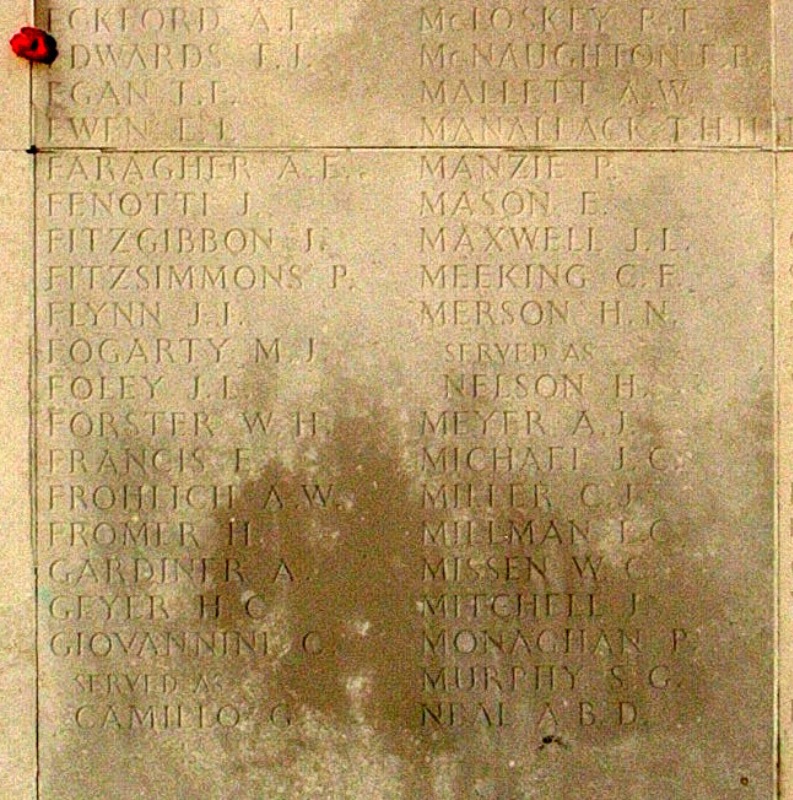 ECKFORD A.E.
EDWARDS E.J.
EGAN T.F.
EWEN E.
FARAGHER A.E.
FENOTTI J.
FITZGIBBON J.
FITZSIMMONS P.
FLYNN J.J.
FOGARTY M.J.
FOLEY J.L.
FORSTER W.H.
FRANCIS E.
FROHLICH A.W.
FROMER H.
GARDINER A.
GEYER H.C.
GIOVANNINI C.
SERVED AS
CAMILLO G.
McLOSKEY R.T.
McNAUGHTON
MALLETT A.W.
MANALLACK T.H.H.
MANZIE P.
MASON E.
MAXWELL J.L.
MEEKING C.F.
MERSON H.N.
SERVED AS
NELSON H.
MEYER A.J.
MICHAEL J.C.
MILLER C.J.
MILLMAN L.C.
MISSEN W.C.
MITCHELL J.
MONAGHAN P.
MURPHY S.G.
NEAL A.B.D.